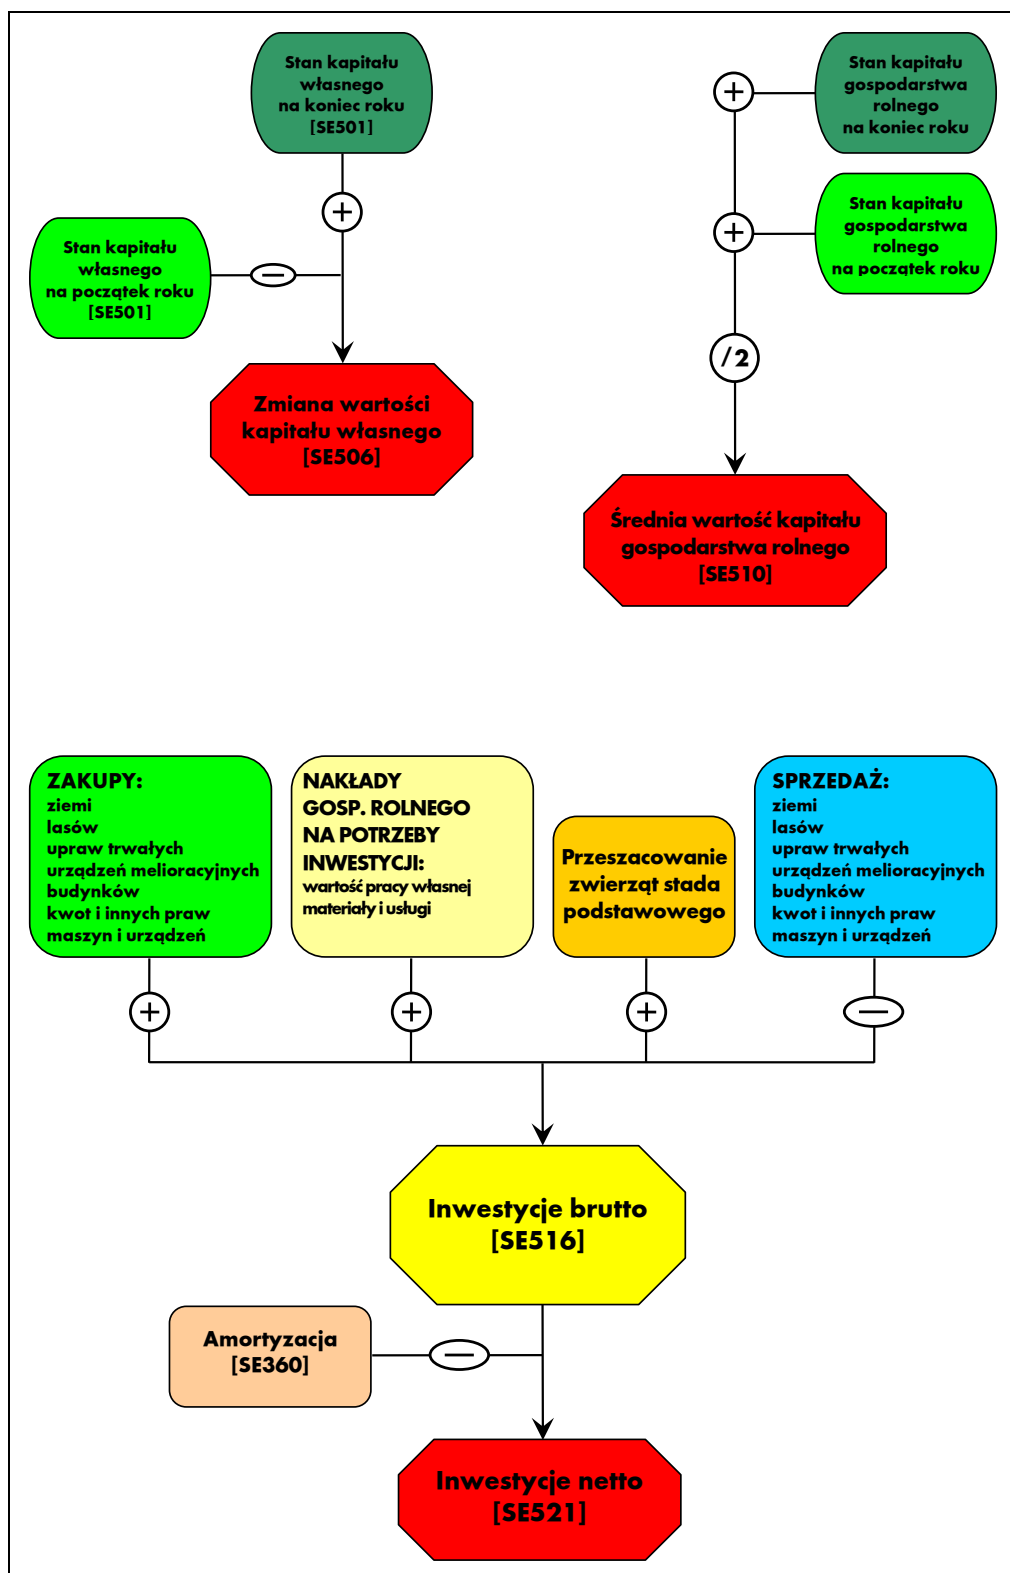 Stan kapitału
własnego
na koniec roku
[SE501]
+
Stan kapitału
własnego
na początek roku
[SE501]
−
Zmiana wartości
kapitału własnego
[SE506]
Stan kapitału
gospodarstwa
rolnego
na koniec roku
+
Stan kapitału
gospodarstwa
rolnego
na początek roku
+
/2
Średnia wartość kapitału
gospodarstwa rolnego
[SE510]
ZAKUPY:
ziemi
lasów
upraw trwałych
urządzeń melioracyjnych
budynków
kwot i innych praw
maszyn i urządzeń
NAKŁADY
GOSP. ROLNEGO
NA POTRZEBY
INWESTYCJI:
wartość pracy własnej
materiały i usługi
Przeszacowanie
zwierząt stada
podstawowego
SPRZEDAŻ:
ziemi
lasów
upraw trwałych
urządzeń melioracyjnych
budynków
kwot i innych praw
maszyn i urządzeń
+
+
+
−
Inwestycje brutto
[SE516]
Amortyzacja
[SE360]
−
Inwestycje netto
[SE521]